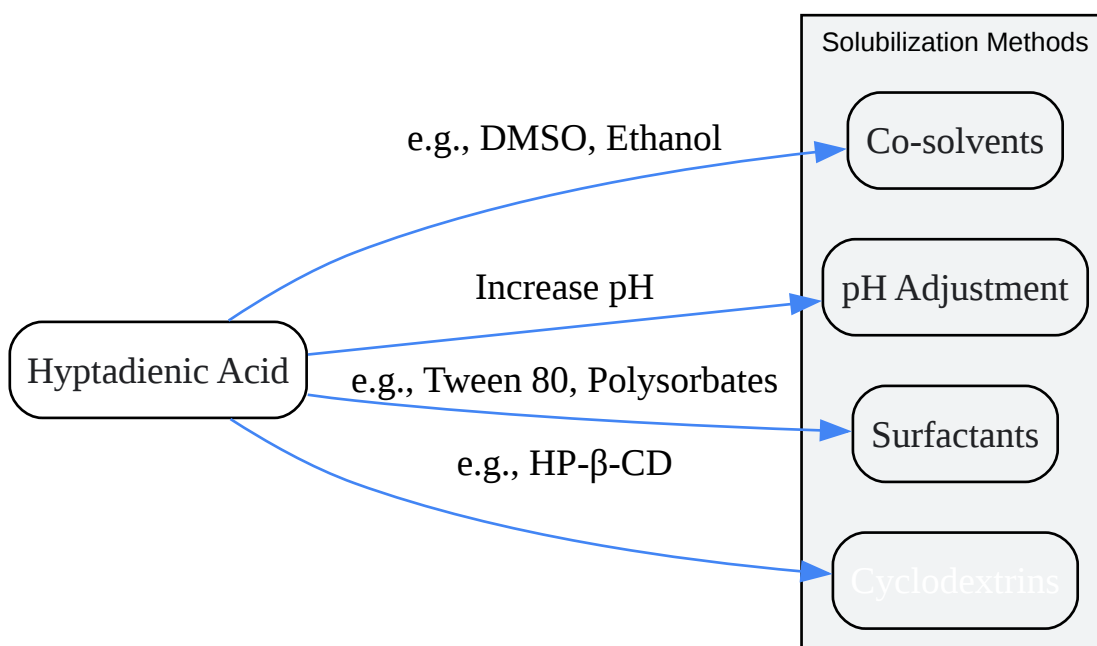 Solubilization Methods
e.g., DMSO, Ethanol
Co-solvents
Increase pH
pH Adjustment
Hyptadienic Acid
e.g., Tween 80, Polysorbates
Surfactants
e.g., HP-β-CD
Cyclodextrins